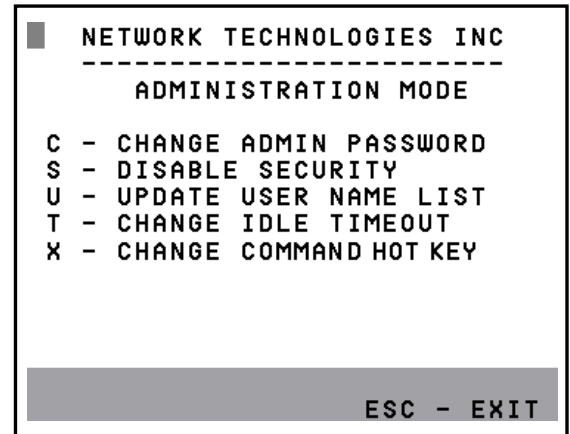 NETWORK TECHNOLOGIES INC
------------------------
ADMINISTRATION MODE
C - CHANGE ADMIN PASSWORD
S - DISABLE SECURITY
U - UPDATE USER NAME LIST
T - CHANGE IDLE TIMEOUT
X - CHANGE COMMAND HOT KEY
ESC - EXIT